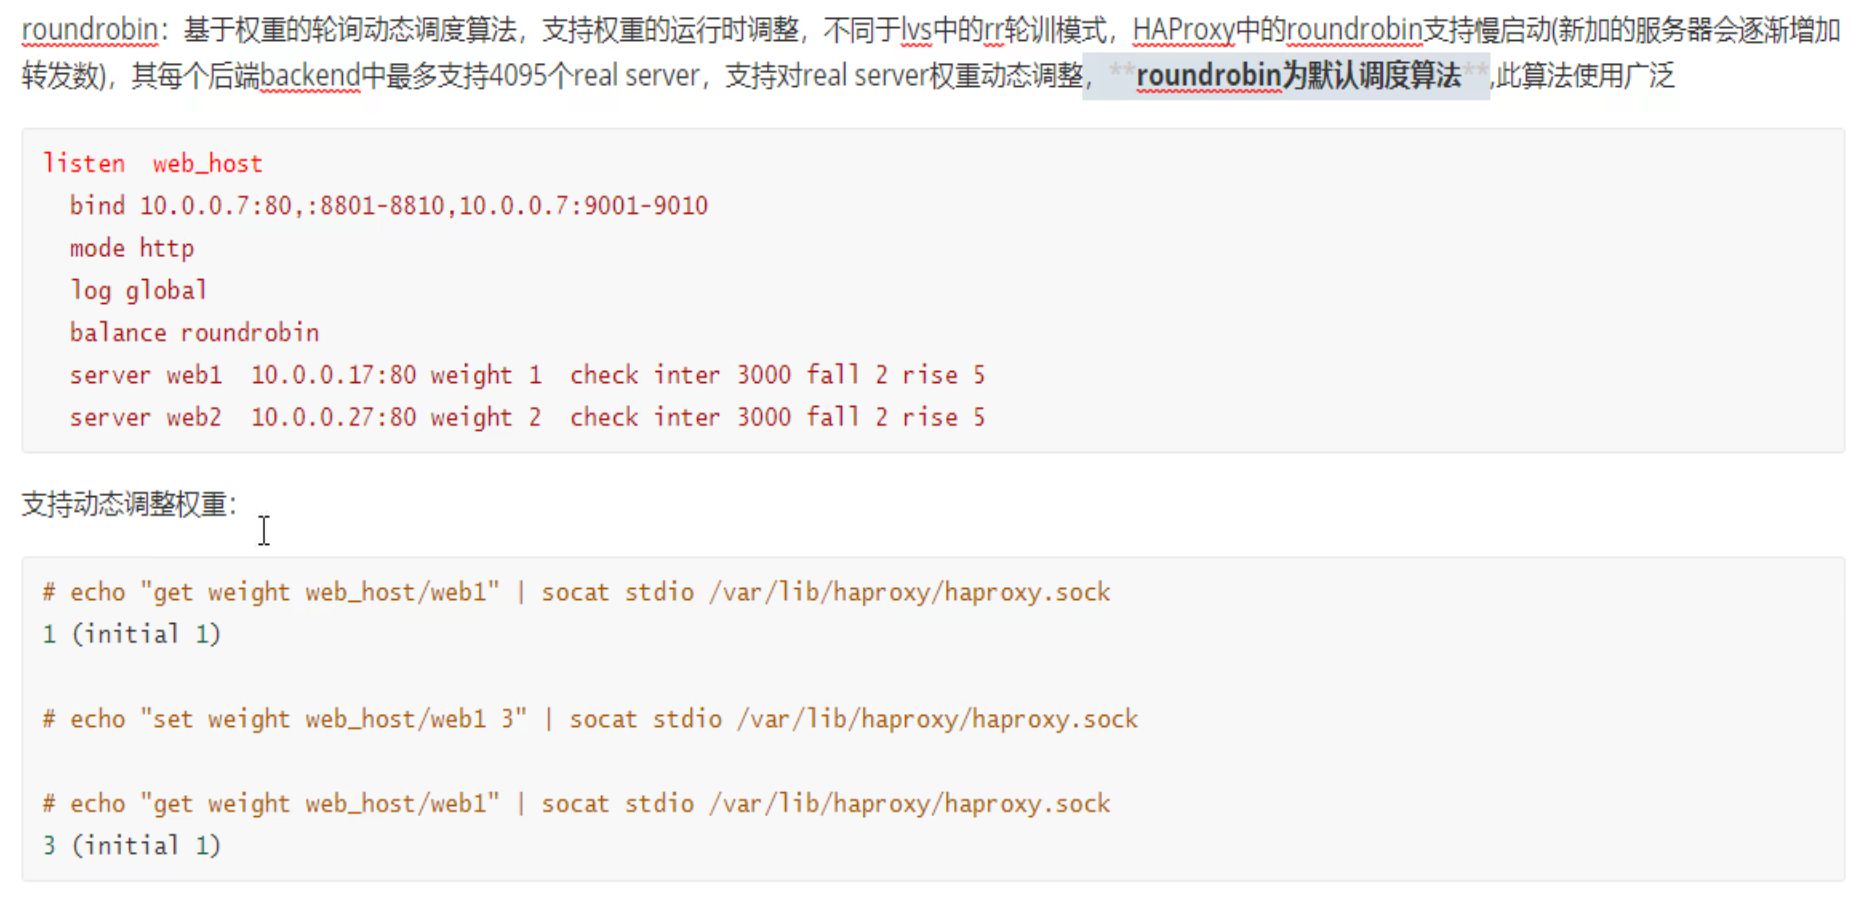 roundrobin：基于权重的轮询动态调度算法，支持权重的运行时调整，不同于lvs中的rr轮训模式，HAProxy中的roundrobin支持慢启动(新加的服务器会逐渐增加
转发数)，其每个后端backend中最多支持4095个real server，支持对real server权重动态调整，**roundrobin为默认调度算法**,此算法使用广泛
listen  web_host
  bind 10.0.0.7:80,:8801-8810,10.0.0.7:9001-9010
  mode http
  log global
  balance roundrobin
  server web1  10.0.0.17:80 weight 1  check inter 3000 fall 2 rise 5
  server web2  10.0.0.27:80 weight 2  check inter 3000 fall 2 rise 5
支持动态调整权重：
# echo "get weight web_host/web1" | socat stdio /var/lib/haproxy/haproxy.sock
1 (initial 1)
# echo "set weight web_host/web1 3" | socat stdio /var/lib/haproxy/haproxy.sock
# echo "get weight web_host/web1" | socat stdio /var/lib/haproxy/haproxy.sock
3 (initial 1)